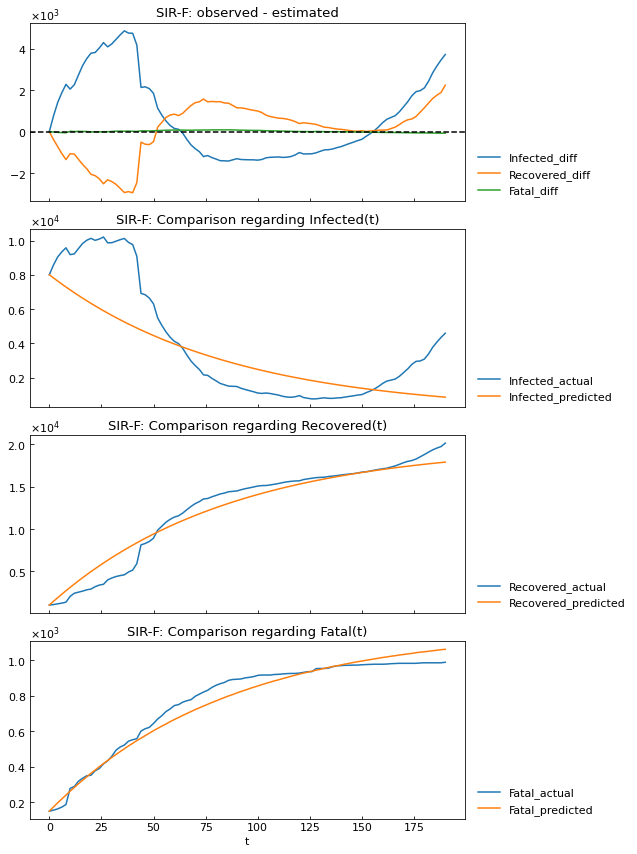 SIR-F: observed - estimated
×10³
4
2
0
−2
Infected_diff
Recovered_diff
Fatal_diff
SIR-F: Comparison regarding Infected(t)
×10⁴
1.0
0.8
0.6
0.4
0.2
Infected_actual
Infected_predicted
SIR-F: Comparison regarding Recovered(t)
×10⁴
2.0
1.5
1.0
0.5
Recovered_actual
Recovered_predicted
SIR-F: Comparison regarding Fatal(t)
×10³
1.0
0.8
0.6
0.4
0.2
Fatal_actual
Fatal_predicted
0 25 50 75 100 125 150 175
t